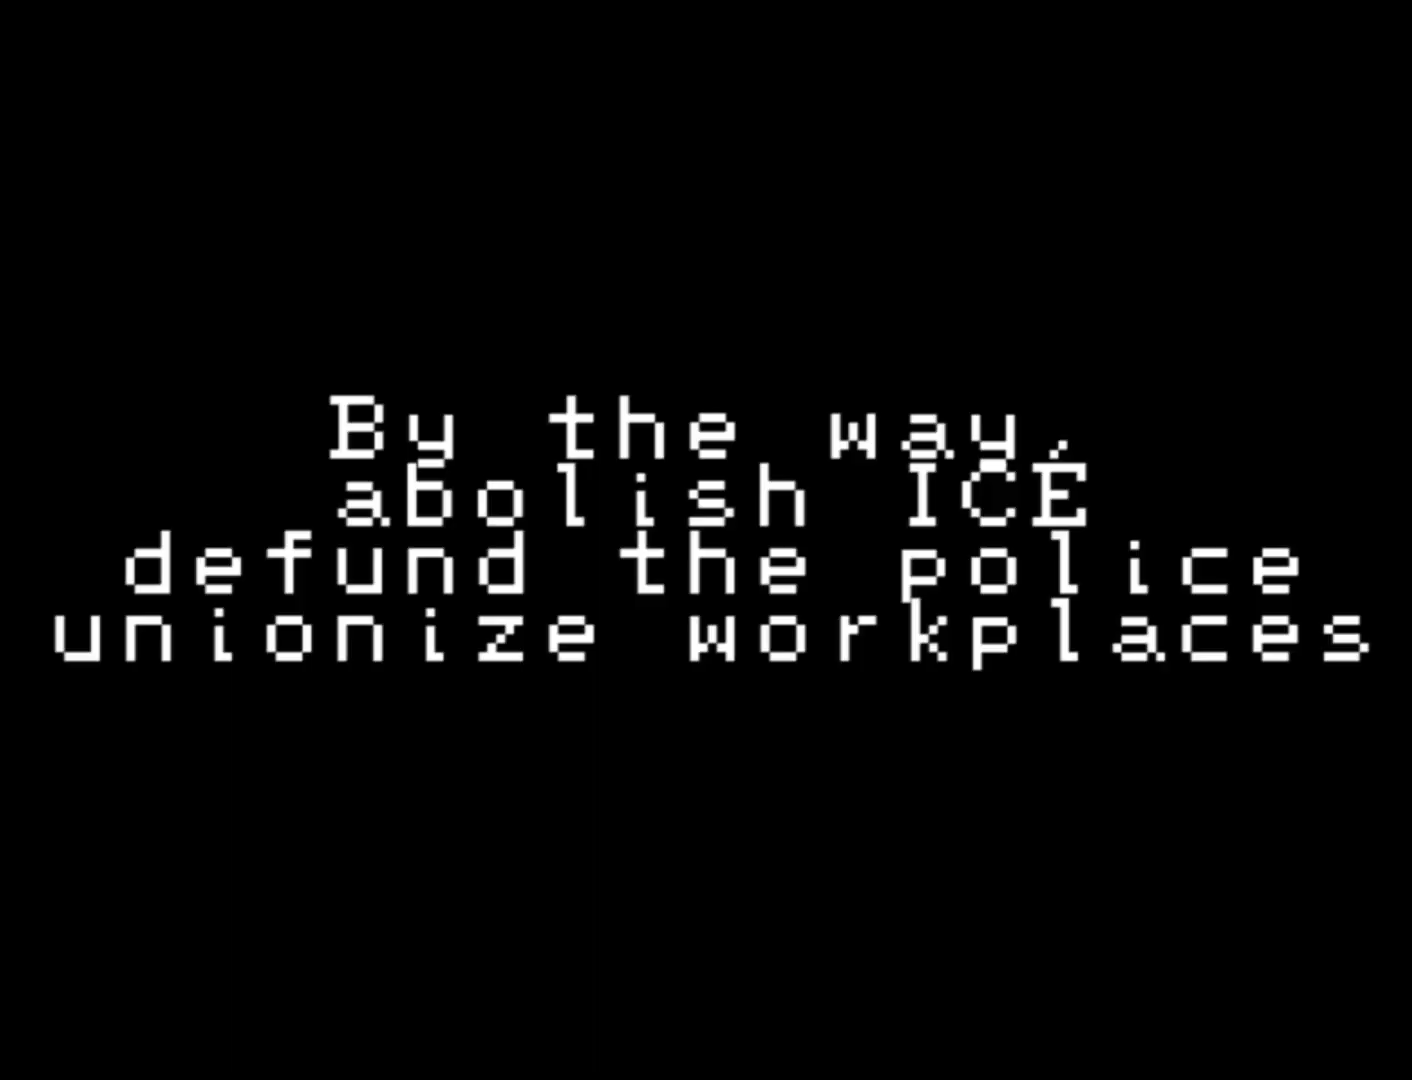 By the way,
abolish ICE
defund the police
unionize workplaces